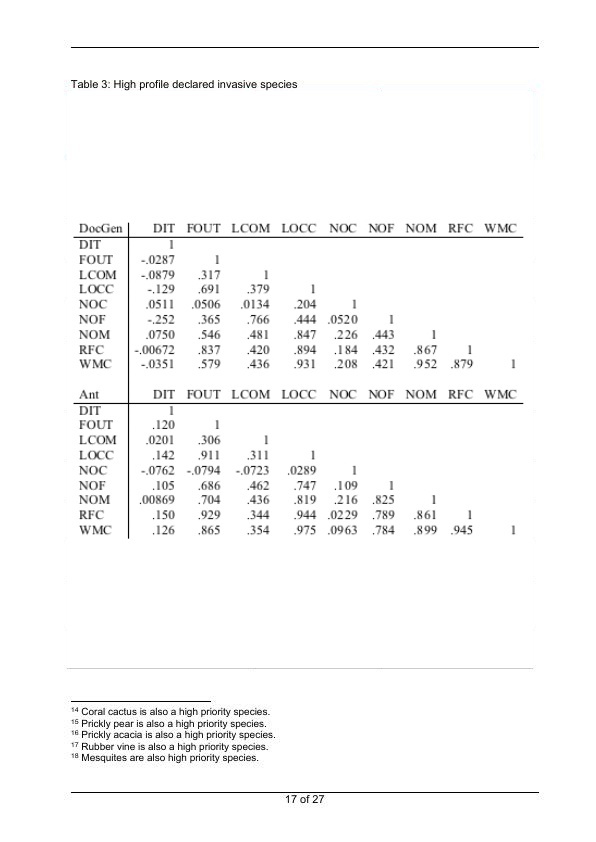 Table 3: High profile declared invasive species
DocGen DIT FOUT LCOM LOCC NOC NOF NOM RFC WMC
DIT 1
FOUT -.0287 1
LCOM -.0879 .317 1
LOCC -.129 .691 .379 1
NOC .0511 .0506 .0134 .204 1
NOF -.252 .365 .766 .444 .0520 1
NOM .0750 .546 .481 .847 .226 .443 1
RFC -.00672 .837 .420 .894 .184 .432 .867 1
WMC -.0351 .579 .436 .931 .208 .421 .952 .879 1
Ant DIT FOUT LCOM LOCC NOC NOF NOM RFC WMC
DIT 1
FOUT .120 1
LCOM .0201 .306 1
LOCC .142 .911 .311 1
NOC -.0762 -.0794 -.0723 .0289 1
NOF .105 .686 .462 .747 .109 1
NOM .00869 .704 .436 .819 .216 .825 1
RFC .150 .929 .344 .944 .0229 .789 .861 1
WMC .126 .865 .354 .975 .0963 .784 .899 .945 1
14 Coral cactus is also a high priority species.
15 Prickly pear is also a high priority species.
16 Prickly acacia is also a high priority species.
17 Rubber vine is also a high priority species.
18 Mesquites are also high priority species.
17 of 27